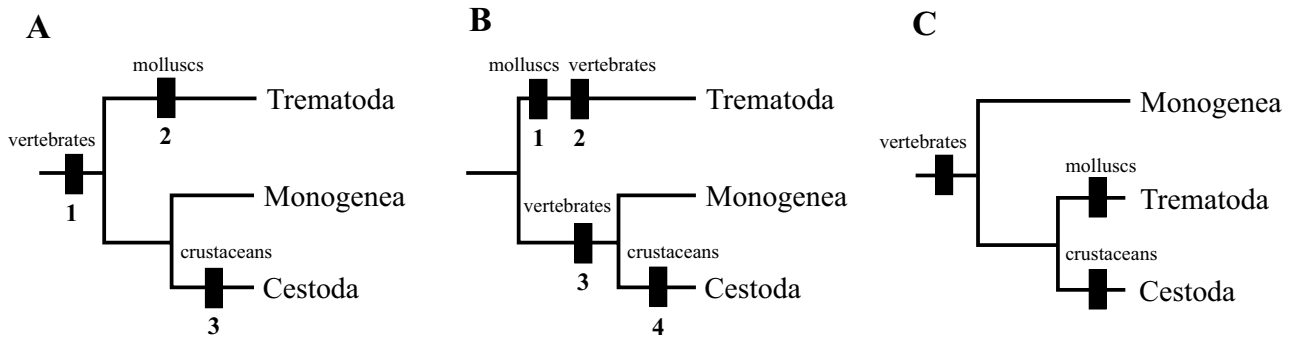 A
molluscs
Trematoda
2
vertebrates
1
Monogenea
crustaceans
Cestoda
3
B
molluscs vertebrates
Trematoda
1 2
vertebrates
3
Monogenea
crustaceans
Cestoda
4
C
Monogenea
vertebrates
molluscs
Trematoda
crustaceans
Cestoda